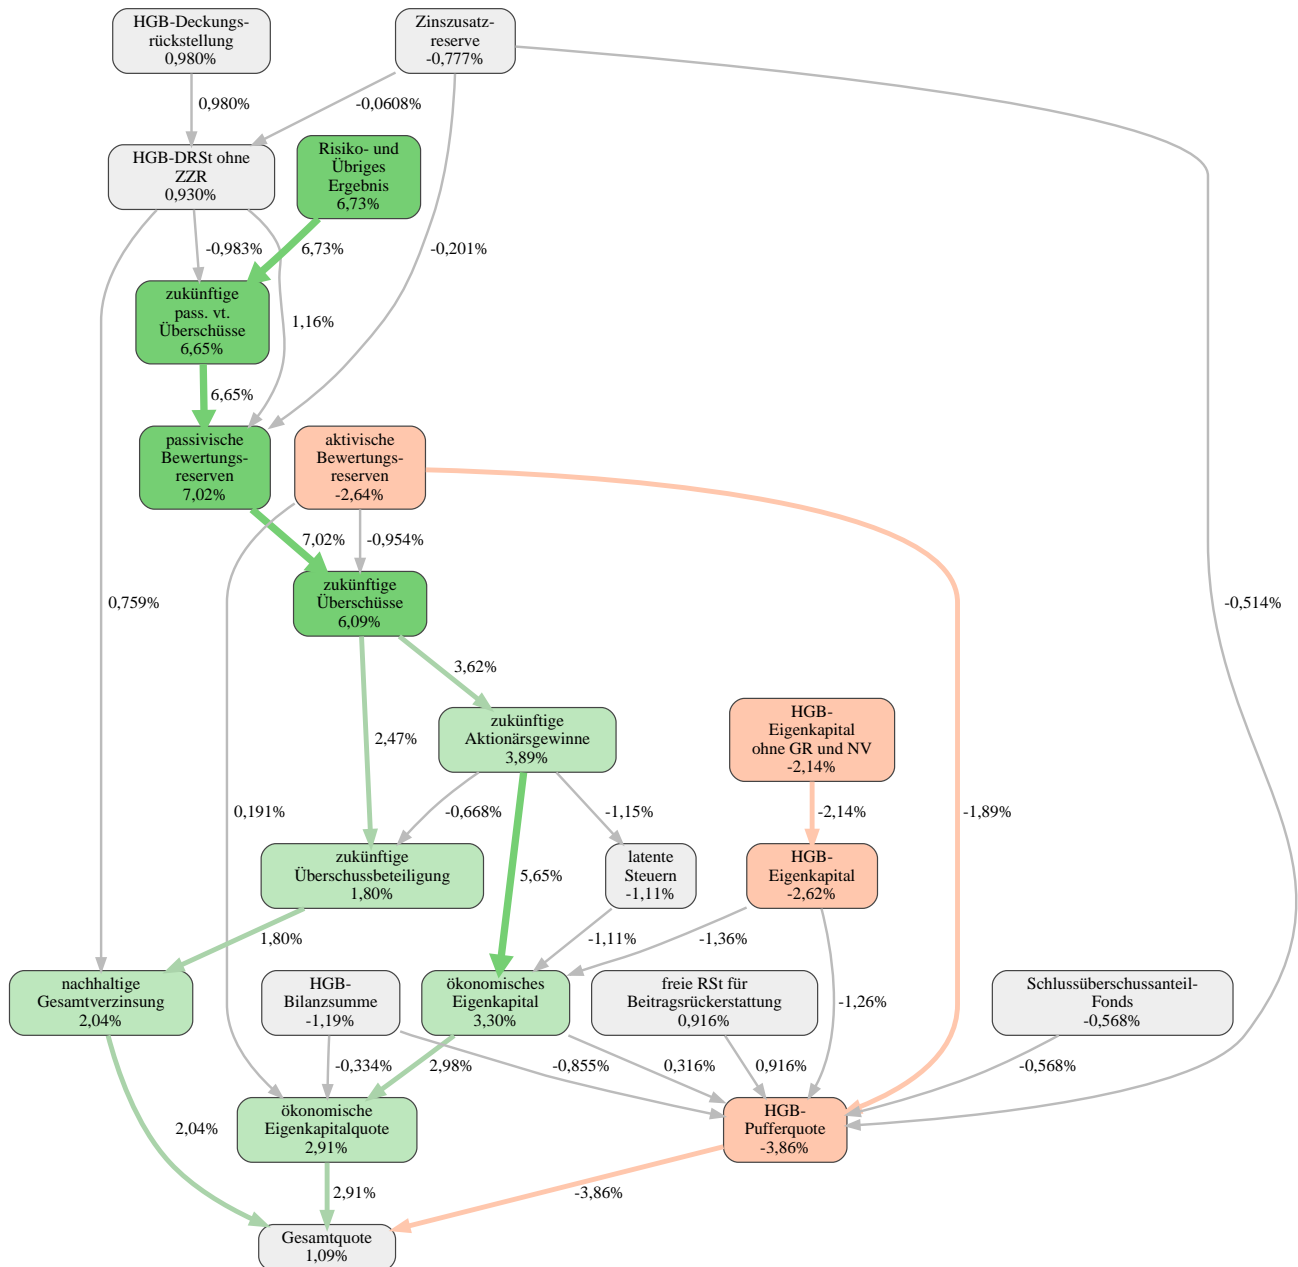 HGB-Deckungs-
rückstellung
0,980%
Zinszusatz-
reserve
-0,777%
0,980%
-0,0608%
HGB-DRSt ohne
ZZR
0,930%
Risiko- und
Übriges
Ergebnis
6,73%
-0,983%
6,73%
-0,201%
zukünftige
pass. vt.
Überschüsse
6,65%
1,16%
6,65%
passivische
Bewertungs-
reserven
7,02%
aktivische
Bewertungs-
reserven
-2,64%
7,02%
-0,954%
zukünftige
Überschüsse
6,09%
0,759%
-0,514%
3,62%
zukünftige
Aktionärsgewinne
3,89%
HGB-
Eigenkapital
ohne GR und NV
-2,14%
2,47%
0,191%
-0,668%
-1,15%
-2,14%
-1,89%
zukünftige
Überschussbeteiligung
1,80%
latente
Steuern
-1,11%
HGB-
Eigenkapital
-2,62%
5,65%
1,80%
-1,11%
-1,36%
nachhaltige
Gesamtverzinsung
2,04%
HGB-
Bilanzsumme
-1,19%
ökonomisches
Eigenkapital
3,30%
freie RSt für
Beitragsrückerstattung
0,916%
-1,26%
Schlussüberschussanteil-
Fonds
-0,568%
-0,334%
2,98%
-0,855%
0,316%
0,916%
-0,568%
ökonomische
Eigenkapitalquote
2,91%
HGB-
Pufferquote
-3,86%
2,04%
2,91%
-3,86%
Gesamtquote
1,09%